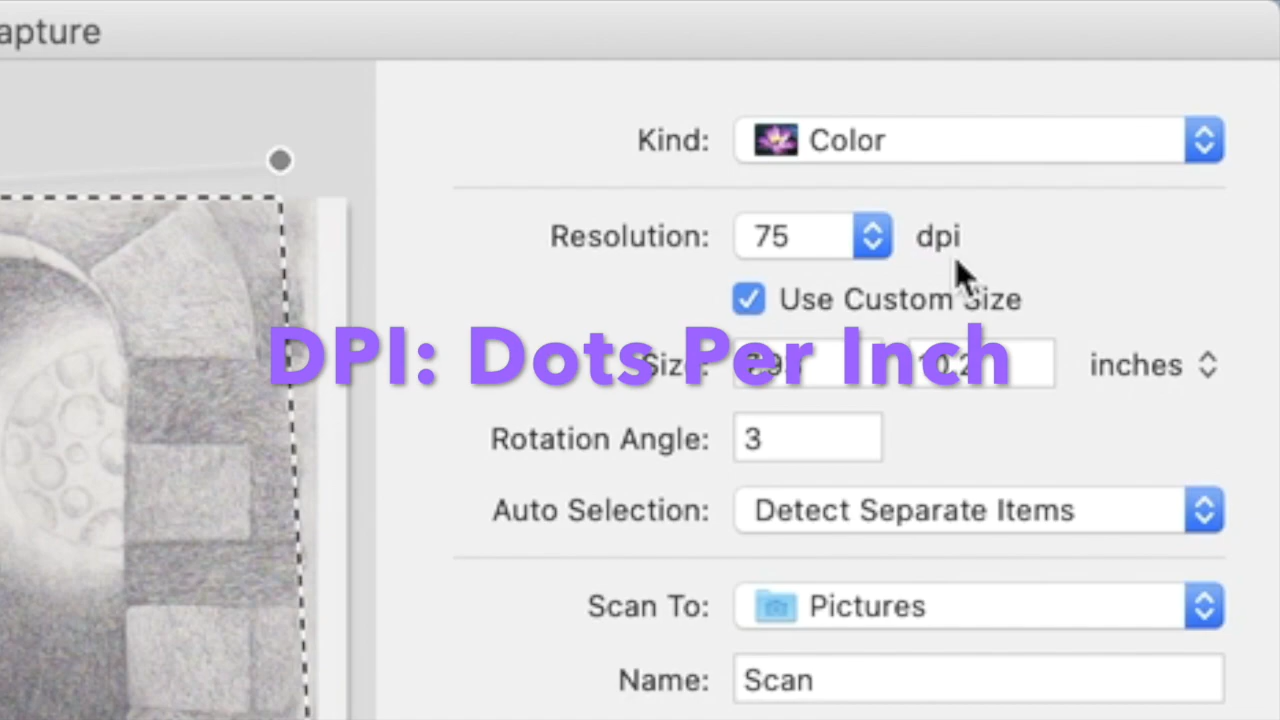 apture
Kind: Color
Resolution: 75 dpi
Use Custom Size
DPI: Dots Per Inch
inches
Rotation Angle: 3
Auto Selection: Detect Separate Items
Scan To: Pictures
Name: Scan